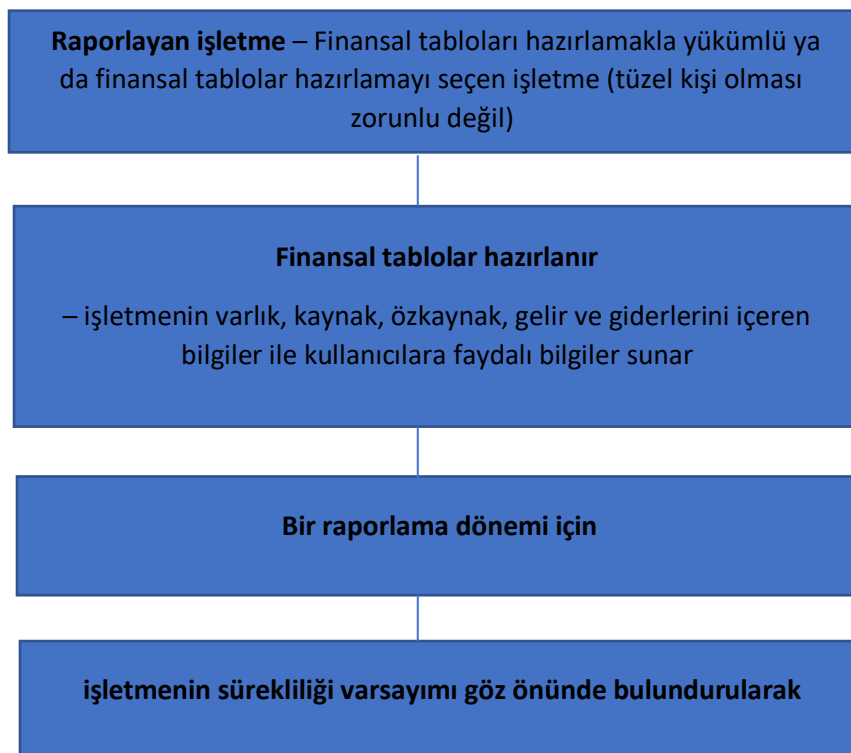 Raporlayan işletme – Finansal tabloları hazırlamakla yükümlü ya
da finansal tablolar hazırlamayı seçen işletme (tüzel kişi olması
zorunlu değil)
Finansal tablolar hazırlanır
– işletmenin varlık, kaynak, özkaynak, gelir ve giderlerini içeren
bilgiler ile kullanıcılara faydalı bilgiler sunar
Bir raporlama dönemi için
işletmenin sürekliliği varsayımı göz önünde bulundurularak